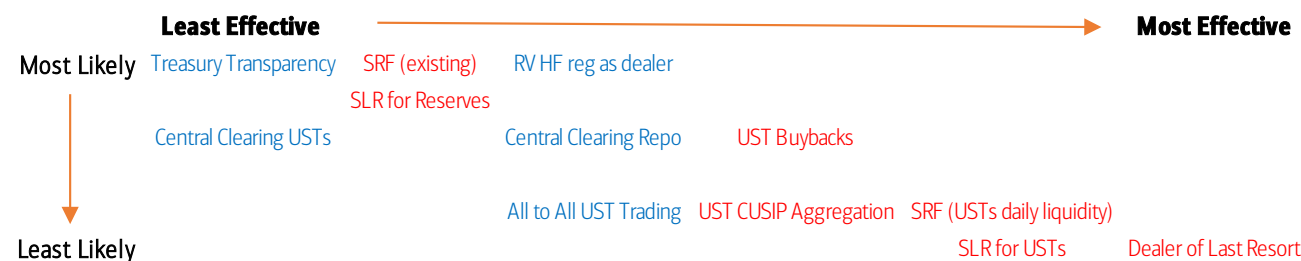 Least Effective Most Effective
Most Likely Treasury Transparency SRF (existing) RV HF reg as dealer
SLR for Reserves
Central Clearing USTs Central Clearing Repo UST Buybacks
All to All UST Trading UST CUSIP Aggregation SRF (USTs daily liquidity)
Least Likely SLR for USTs Dealer of Last Resort